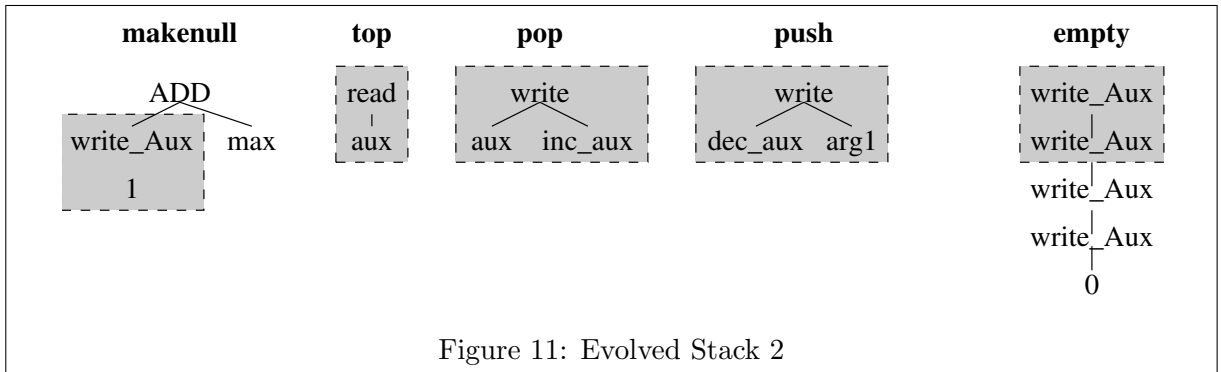 makenull top pop push empty
ADD read write write write_Aux
write_Aux max aux aux inc_aux dec_aux arg1 write_Aux
1 write_Aux
write_Aux
0
Figure 11: Evolved Stack 2